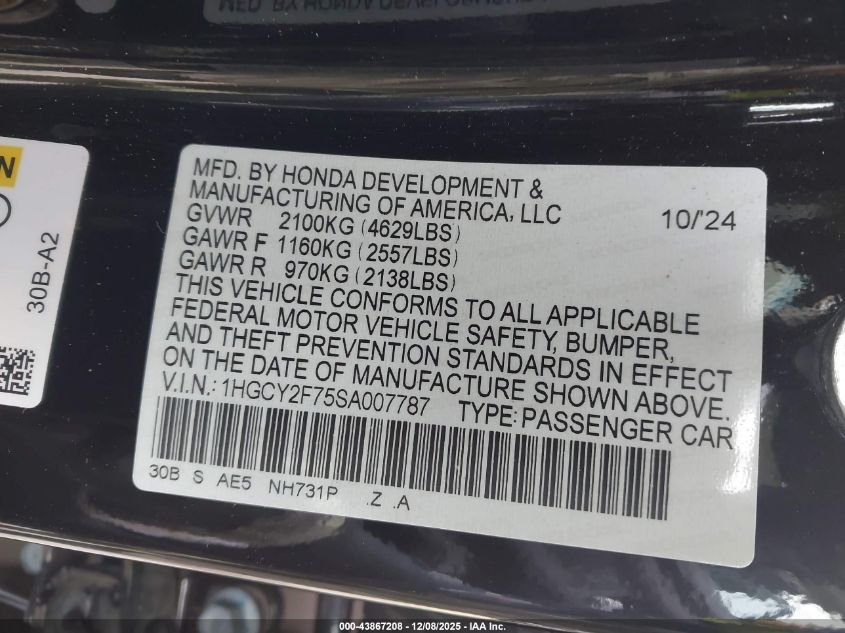 MFD. BY HONDA DEVELOPMENT &
MANUFACTURING OF AMERICA, LLC 10/'24
GVWR 2100KG (4629LBS)
GAWR F 1160KG (2557LBS)
GAWR R 970KG (2138LBS)
THIS VEHICLE CONFORMS TO ALL APPLICABLE
FEDERAL MOTOR VEHICLE SAFETY, BUMPER,
AND THEFT PREVENTION STANDARDS IN EFFECT
ON THE DATE OF MANUFACTURE SHOWN ABOVE.
V.I.N.: 1HGCY2F75SA007787 TYPE: PASSENGER CAR
30B S AE5 NH731P .Z .A
30B-A2
000-43867208 - 12/08/2025 - IAA Inc.